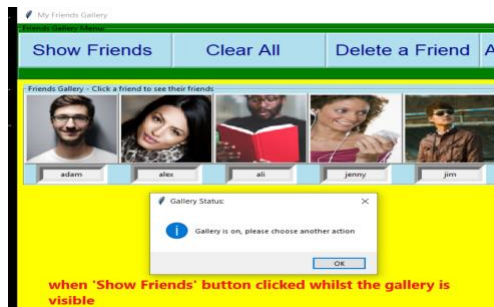 My Friends Gallery
Friends Gallery Menu:
Show Friends Clear All Delete a Friend A
Friends Gallery - Click a friend to see their friends
adam alex ali jenny jim
Gallery Status:
Gallery is on, please choose another action
OK
when 'Show Friends' button clicked whilst the gallery is
visible